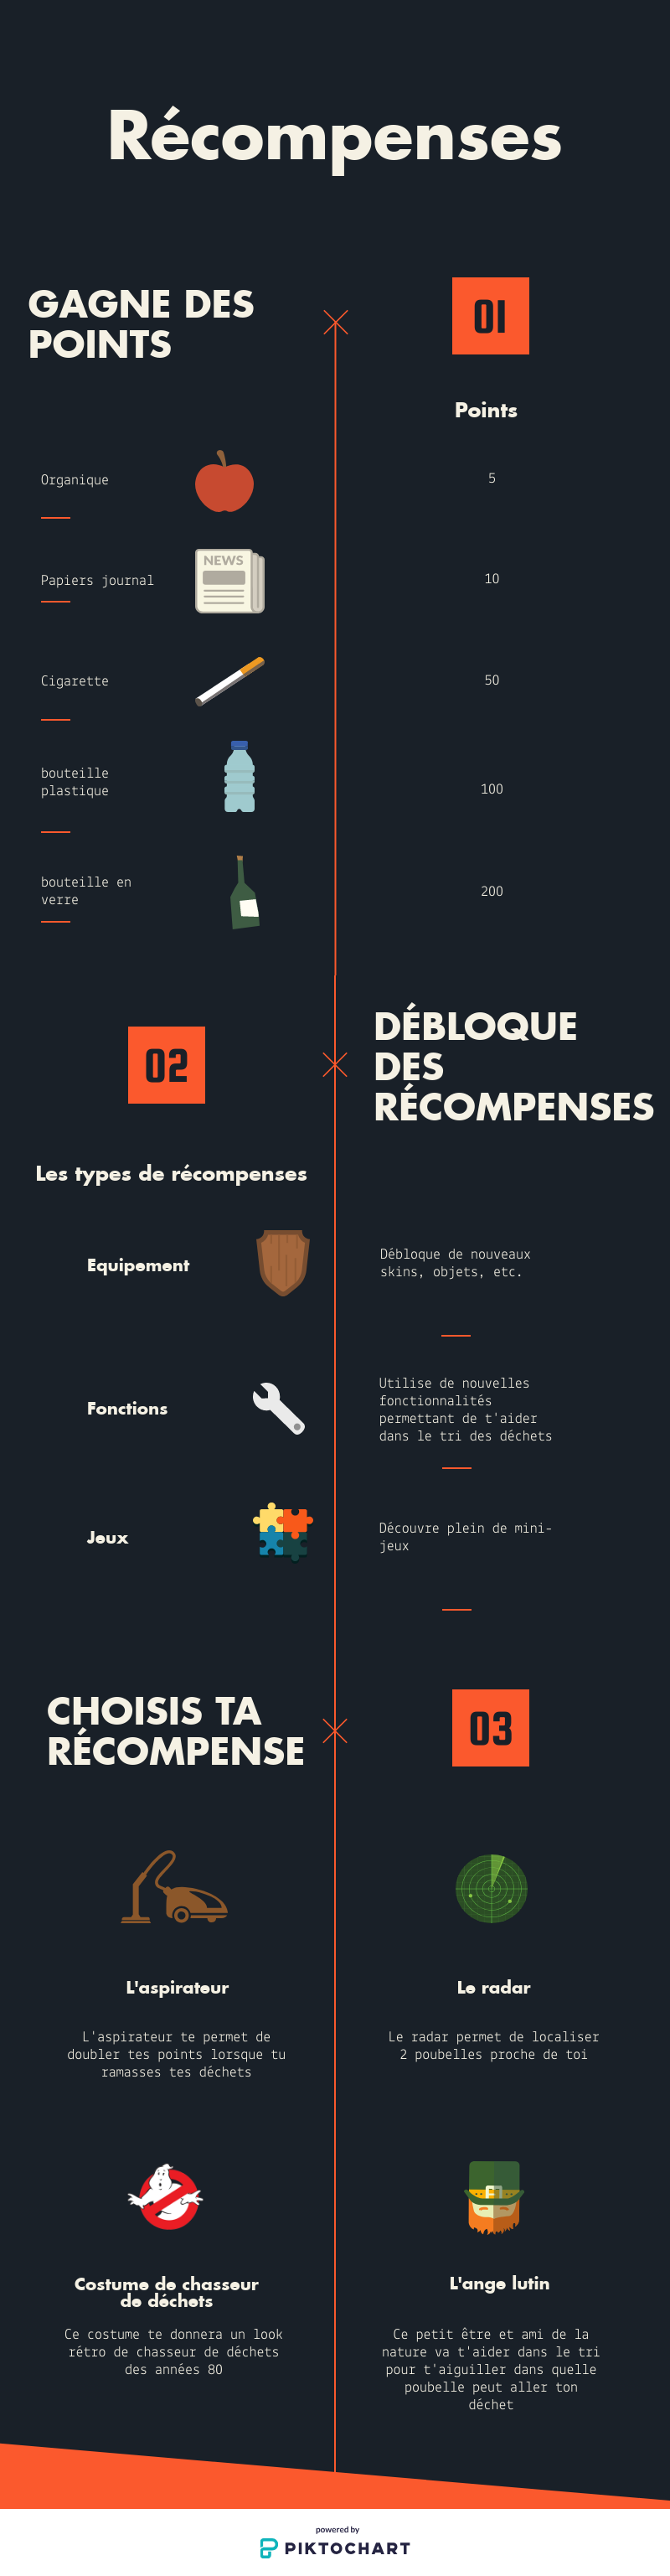 Récompenses
GAGNE DES
POINTS
01
Points
Organique
5
NEWS
Papiers journal
10
Cigarette
50
bouteille
plastique
100
bouteille en
verre
200
02
DÉBLOQUE
DES
RÉCOMPENSES
Les types de récompenses
Equipement
Débloque de nouveaux
skins, objets, etc.
Fonctions
Utilise de nouvelles
fonctionnalités
permettant de t'aider
dans le tri des déchets
Jeux
Découvre plein de mini-
jeux
CHOISIS TA
RÉCOMPENSE
03
L'aspirateur
L'aspirateur te permet de
doubler tes points lorsque tu
ramasses tes déchets
Le radar
Le radar permet de localiser
2 poubelles proche de toi
Costume de chasseur
de déchets
Ce costume te donnera un look
rétro de chasseur de déchets
des années 80
L'ange lutin
Ce petit être et ami de la
nature va t'aider dans le tri
pour t'aiguiller dans quelle
poubelle peut aller ton
déchet
powered by
PIKTOCHART